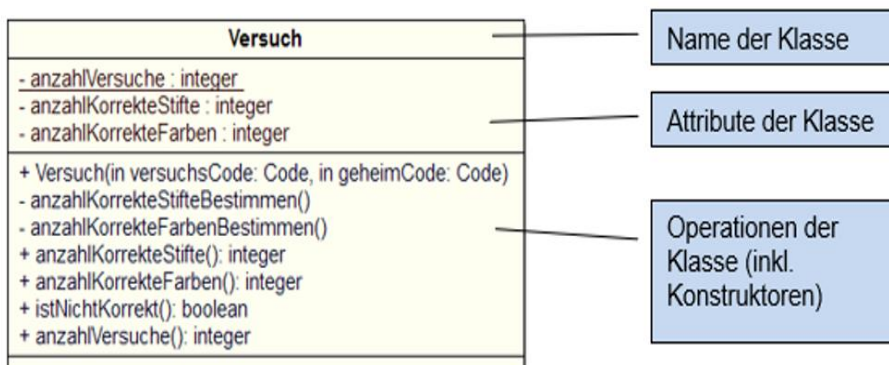 Versuch
- anzahlVersuche : integer
- anzahlKorrekteStifte : integer
- anzahlKorrekteFarben : integer
+ Versuch(in versuchsCode: Code, in geheimCode: Code)
- anzahlKorrekteStifteBestimmen()
- anzahlKorrekteFarbenBestimmen()
+ anzahlKorrekteStifte(): integer
+ anzahlKorrekteFarben(): integer
+ istNichtKorrekt(): boolean
+ anzahlVersuche(): integer
Name der Klasse
Attribute der Klasse
Operationen der
Klasse (inkl.
Konstruktoren)